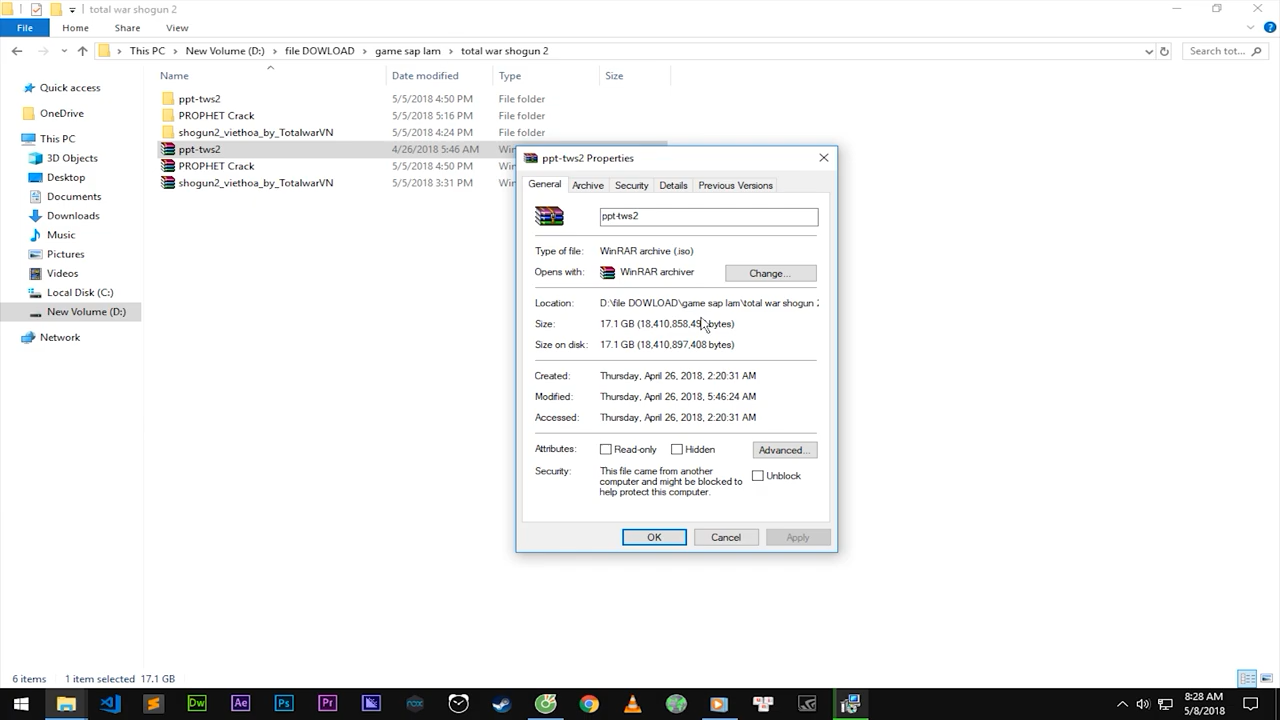 total war shogun 2
File Home Share View
This PC New Volume (D:) file DOWLOAD game sap lam total war shogun 2
Search tot...
Name Date modified Type Size
Quick access
OneDrive
This PC
3D Objects
Desktop
Documents
Downloads
Music
Pictures
Videos
Local Disk (C:)
New Volume (D:)
Network
ppt-tws2 5/5/2018 4:50 PM File folder
PROPHET Crack 5/5/2018 5:16 PM File folder
shogun2_viethoa_by_TotalwarVN 5/5/2018 4:24 PM File folder
ppt-tws2 4/26/2018 5:46 AM
PROPHET Crack 5/5/2018 4:50 PM
shogun2_viethoa_by_TotalwarVN 5/5/2018 3:31 PM
ppt-tws2 Properties
General Archive Security Details Previous Versions
ppt-tws2
Type of file: WinRAR archive (.iso)
Opens with: WinRAR archiver Change...
Location: D:\file DOWLOAD\game sap lam\total war shogun 2
Size: 17.1 GB bytes)
Size on disk: 17.1 GB (18,410,897,408 bytes)
Created: Thursday, April 26, 2018, 2:20:31 AM
Modified: Thursday, April 26, 2018, 5:46:24 AM
Accessed: Thursday, April 26, 2018, 2:20:31 AM
Attributes: Read-only Hidden Advanced...
Security: This file came from another
computer and might be blocked to
help protect this computer.
Unblock
OK Cancel Apply
6 items 1 item selected 17.1 GB
Dw Ae Ps Pr
8:28 AM
5/8/2018